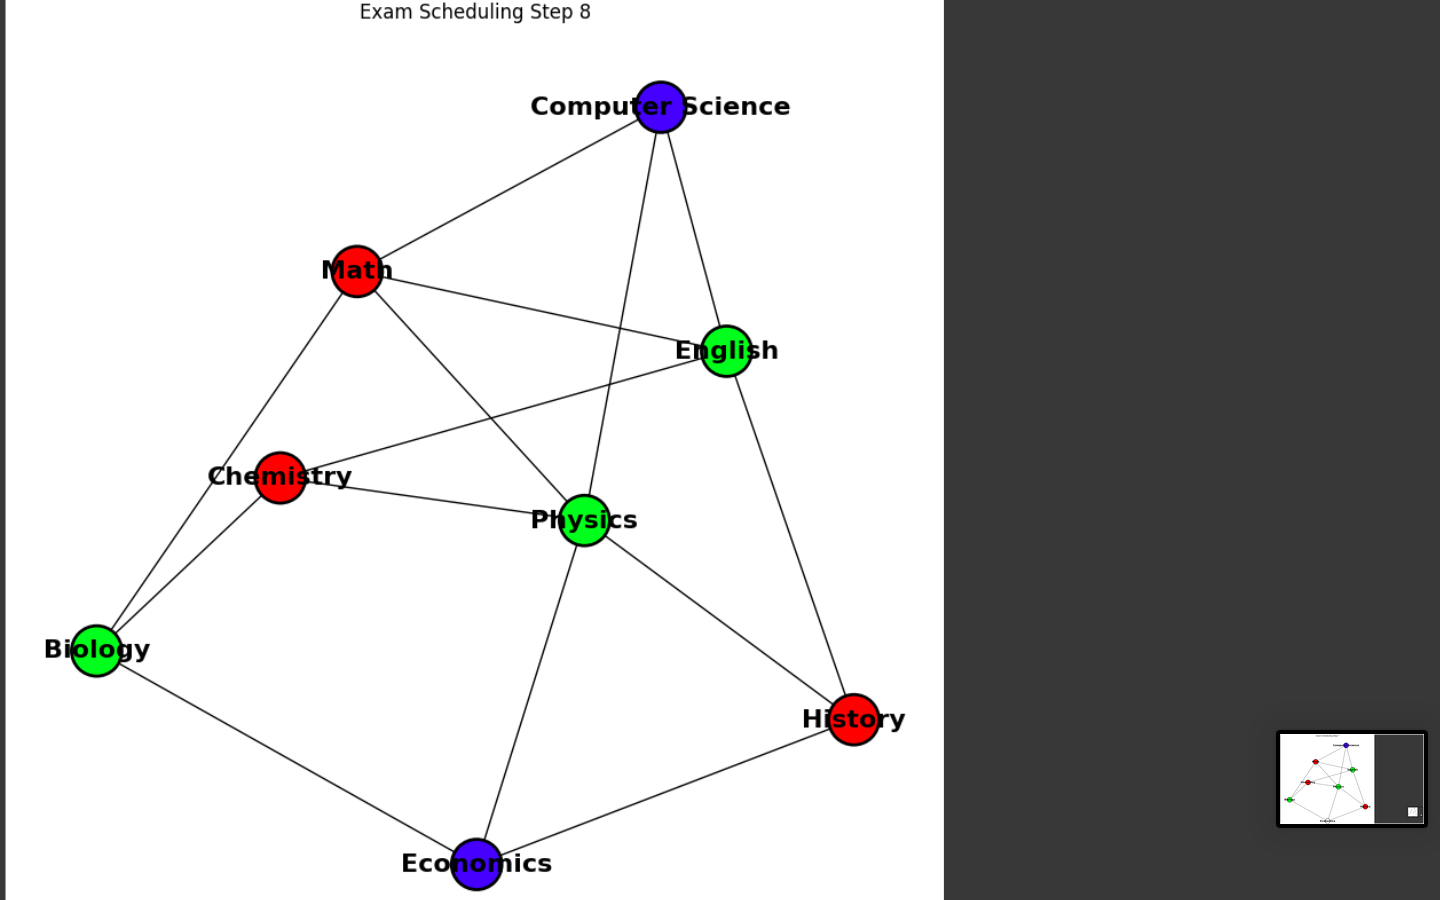 Exam Scheduling Step 8
Computer Science
Math
English
Chemistry
Physics
Biology
History
Economics